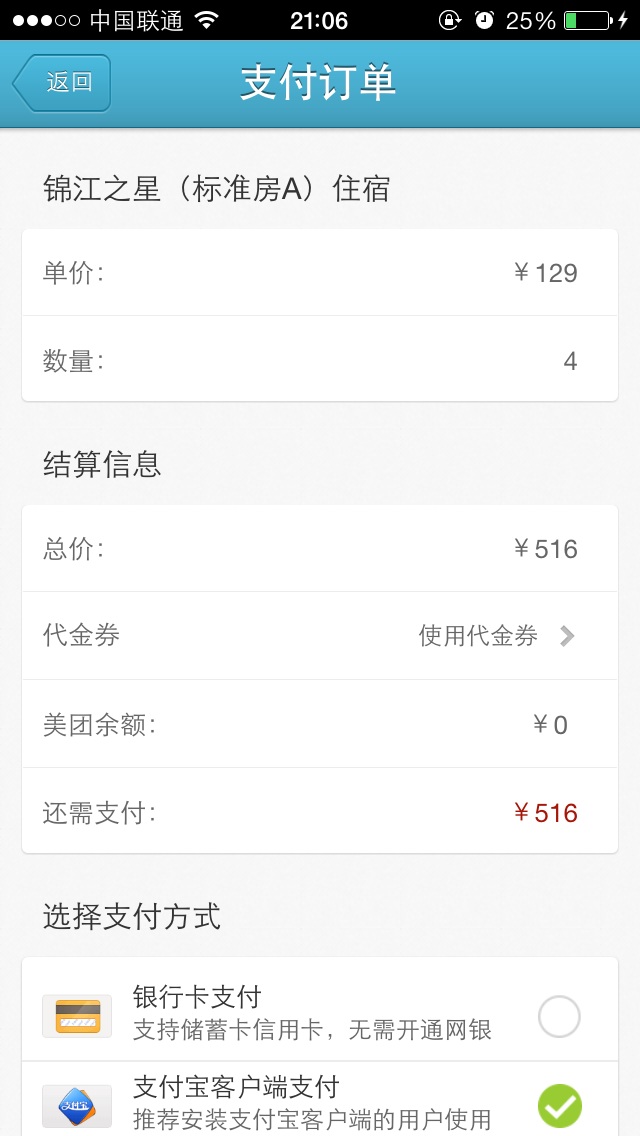 中国联通 21:06 25%
返回 支付订单
锦江之星（标准房A）住宿
单价: ￥129
数量: 4
结算信息
总价: ￥516
代金券 使用代金券
美团余额: ￥0
还需支付: ￥516
选择支付方式
银行卡支付
支持储蓄卡信用卡，无需开通网银
支付宝客户端支付
支付宝
推荐安装支付宝客户端的用户使用